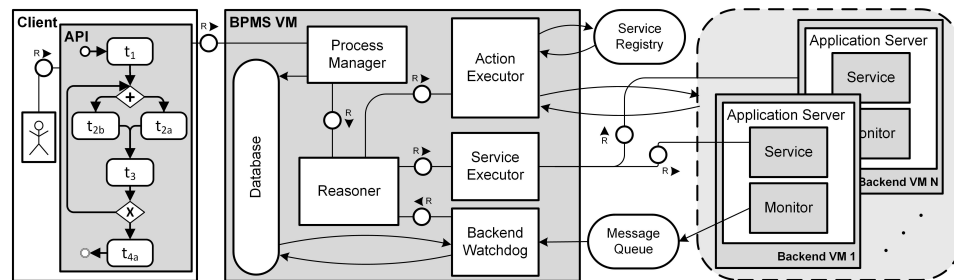 Client
API
R
t1
+
t2b
t2a
t3
X
t4a
R
BPMS VM
Process
Manager
R
Database
Reasoner
R
R
R
Action
Executor
Service
Executor
Backend
Watchdog
Service
Registry
R
R
Message
Queue
Application Server
Service
Monitor
Backend VM 1
Application Server
Service
onitor
Backend VM N